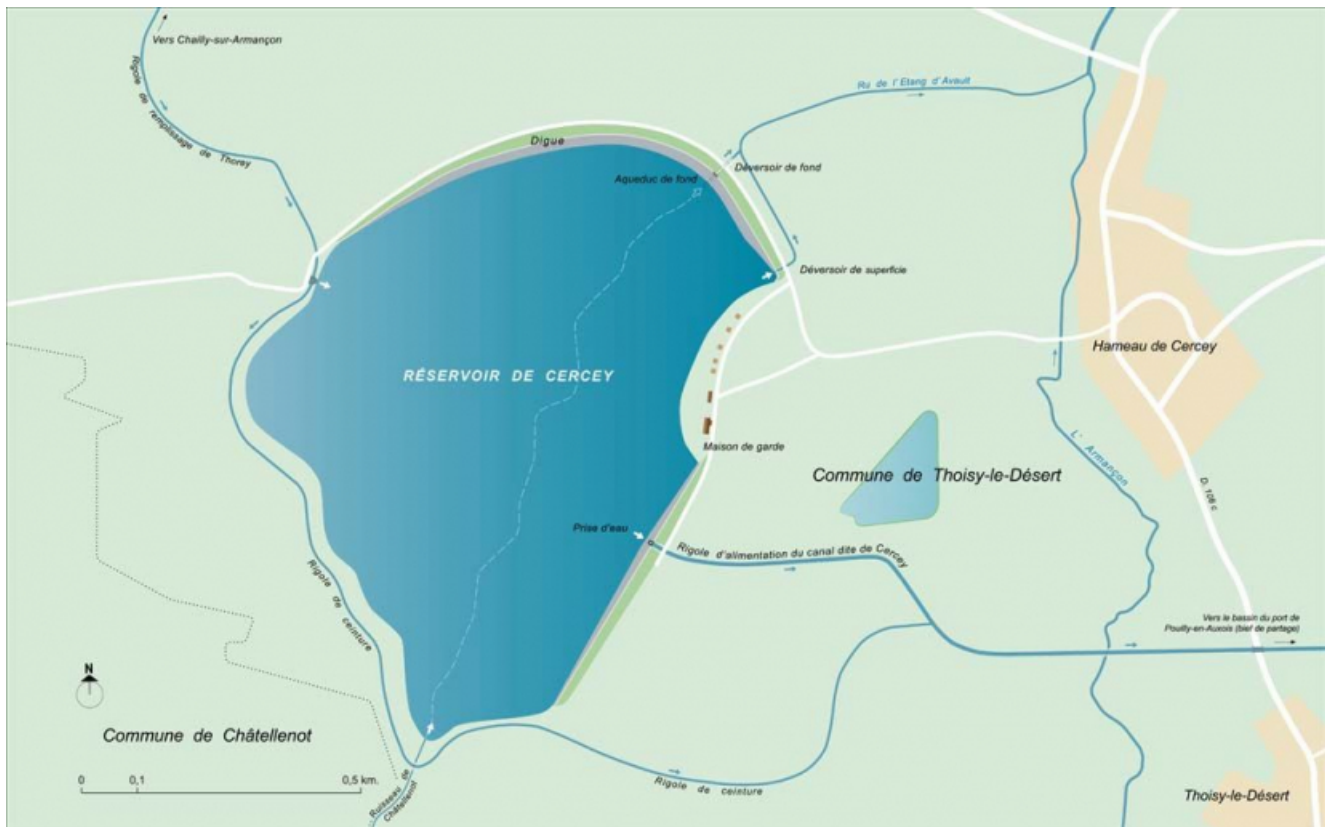 Vers Chailly-sur-Armançon
Rigole de remplissage de Thorey
Ru de l'Etang d'Avault
Digue
Aqueduc de fond
Déversoir de fond
Déversoir de superficie
Hameau de Cercey
RÉSERVOIR DE CERCEY
Maison de garde
Commune de Thoisy-le-Désert
L'Armançon
D. 108 c
Prise d'eau
Rigole d'alimentation du canal dite de Cercey
Rigole de ceinture
Vers le bassin du port de
Pouilly-en-Auxois (bief de partage)
N
Commune de Châtellenot
0 0,1 0,5 km.
Ruisseau de
Châtellenot
Rigole de ceinture
Thoisy-le-Désert